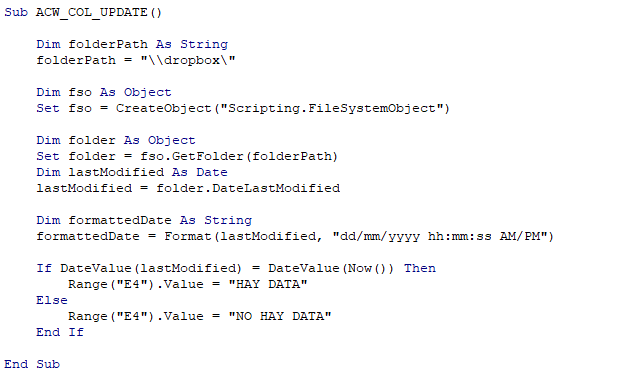 Sub ACW_COL_UPDATE()
Dim folderPath As String
folderPath = "\\dropbox\"
Dim fso As Object
Set fso = CreateObject("Scripting.FileSystemObject")
Dim folder As Object
Set folder = fso.GetFolder(folderPath)
Dim lastModified As Date
lastModified = folder.DateLastModified
Dim formattedDate As String
formattedDate = Format(lastModified, "dd/mm/yyyy hh:mm:ss AM/PM")
If DateValue(lastModified) = DateValue(Now()) Then
Range("E4").Value = "HAY DATA"
Else
Range("E4").Value = "NO HAY DATA"
End If
End Sub